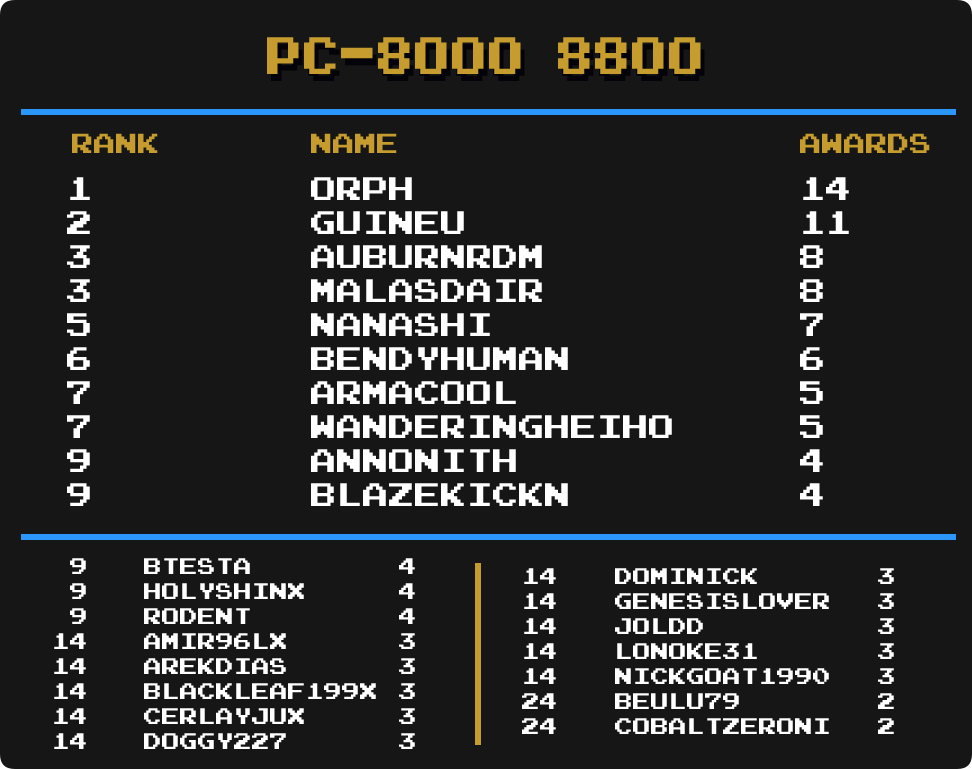 PC-8000 8800
RANK NAME AWARDS
1 ORPH 14
2 GUINEU 11
3 AUBURNRDM 8
3 MALASDAIR 8
5 NANASHI 7
6 BENDYHUMAN 6
7 ARMACOOL 5
7 WANDERINGHEIHO 5
9 ANNONITH 4
9 BLAZEKICKN 4
9 BTESTA 4
9 HOLYSHINX 4
9 RODENT 4
14 AMIR96LX 3
14 AREKDIAS 3
14 BLACKLEAF199X 3
14 CERLAYJUX 3
14 DOGGY227 3
14 DOMINICK 3
14 GENESISLOVER 3
14 JOLDD 3
14 LONOKE31 3
14 NICKGOAT1990 3
24 BEULU79 2
24 COBALTZERONI 2